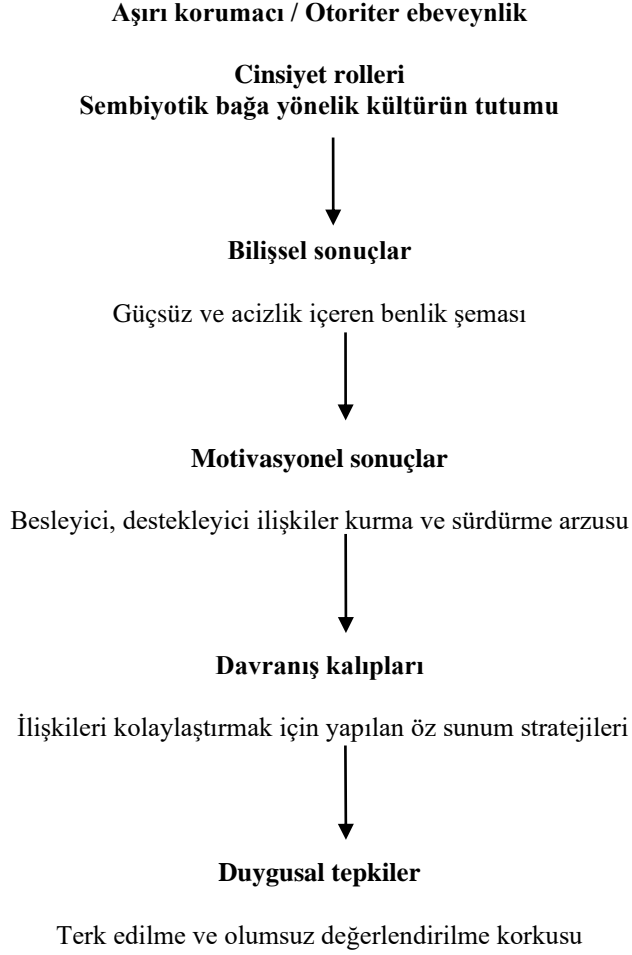 Aşırı korumacı / Otoriter ebeveynlik
Cinsiyet rolleri
Sembiyotik bağa yönelik kültürün tutumu
Bilişsel sonuçlar
Güçsüz ve acizlik içeren benlik şeması
Motivasyonel sonuçlar
Besleyici, destekleyici ilişkiler kurma ve sürdürme arzusu
Davranış kalıpları
İlişkileri kolaylaştırmak için yapılan öz sunum stratejileri
Duygusal tepkiler
Terk edilme ve olumsuz değerlendirilme korkusu